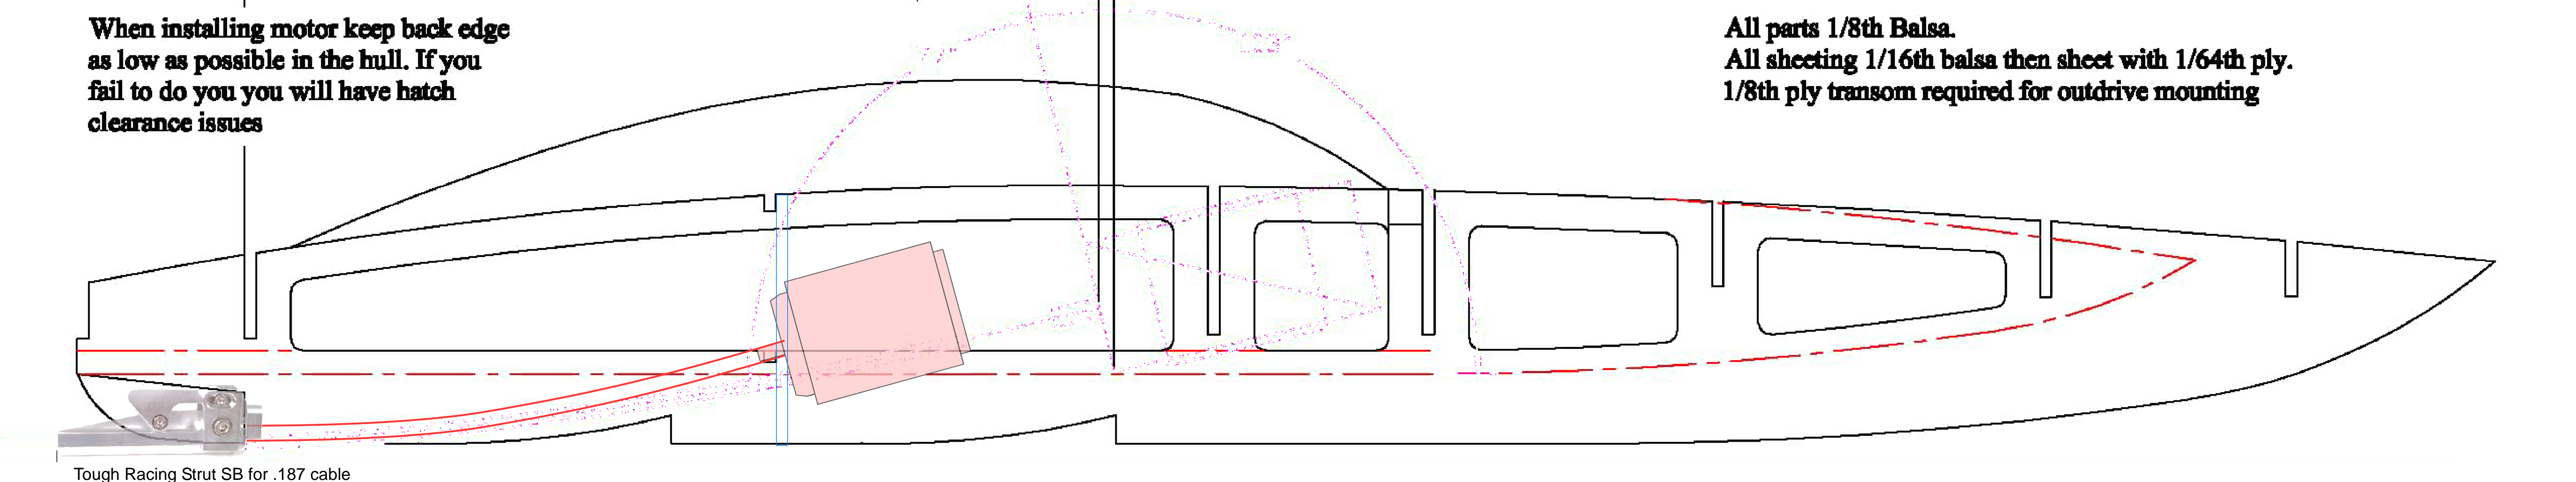 When installing motor keep back edge
as low as possible in the hull. If you
fail to do you you will have hatch
clearance issues
All parts 1/8th Balsa.
All sheeting 1/16th balsa then sheet with 1/64th ply.
1/8th ply transom required for outdrive mounting
Tough Racing Strut SB for .187 cable